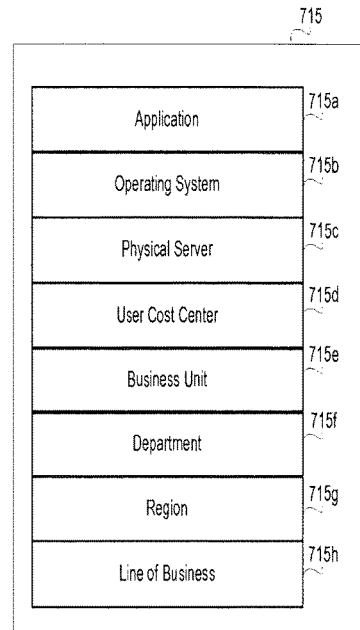 715
715a
Application
715b
Operating System
715c
Physical Server
715d
User Cost Center
715e
Business Unit
715f
Department
715g
Region
715h
Line of Business